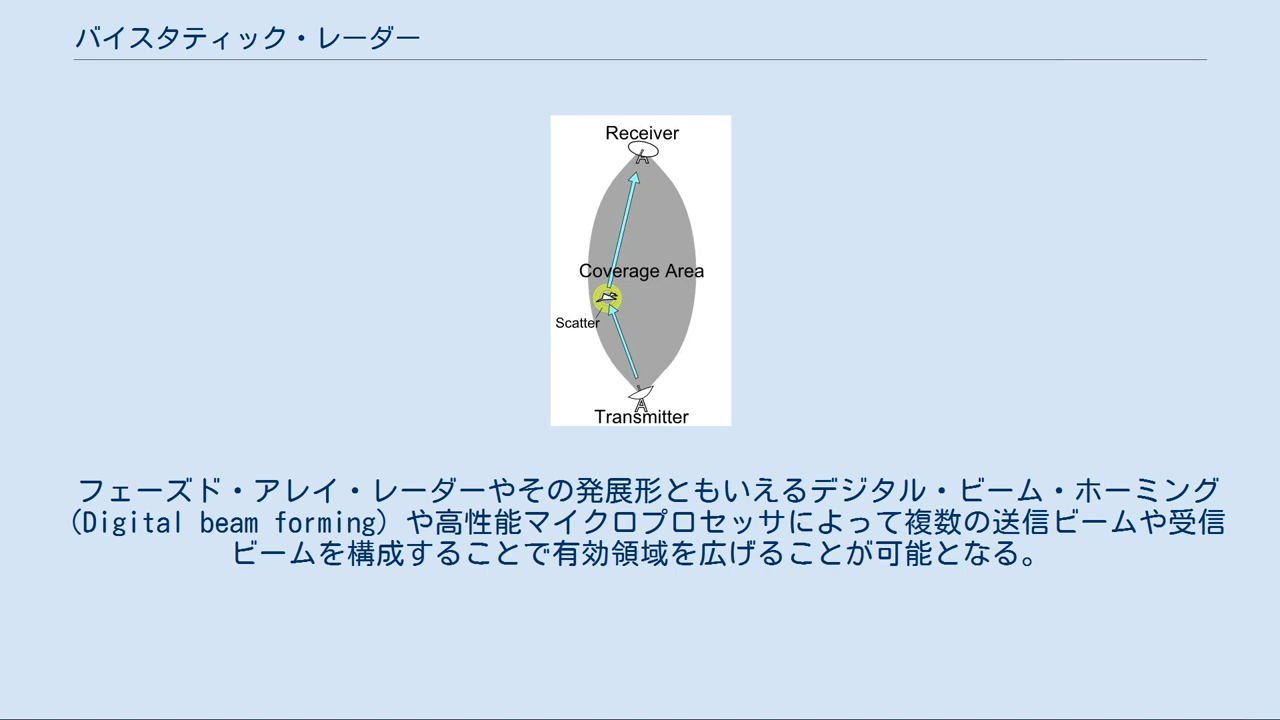 バイスタティック・レーダー
Receiver
Coverage Area
Scatter
Transmitter
フェーズド・アレイ・レーダーやその発展形ともいえるデジタル・ビーム・ホーミング
(Digital beam forming) や高性能マイクロプロセッサによって複数の送信ビームや受信
ビームを構成することで有効領域を広げることが可能となる。